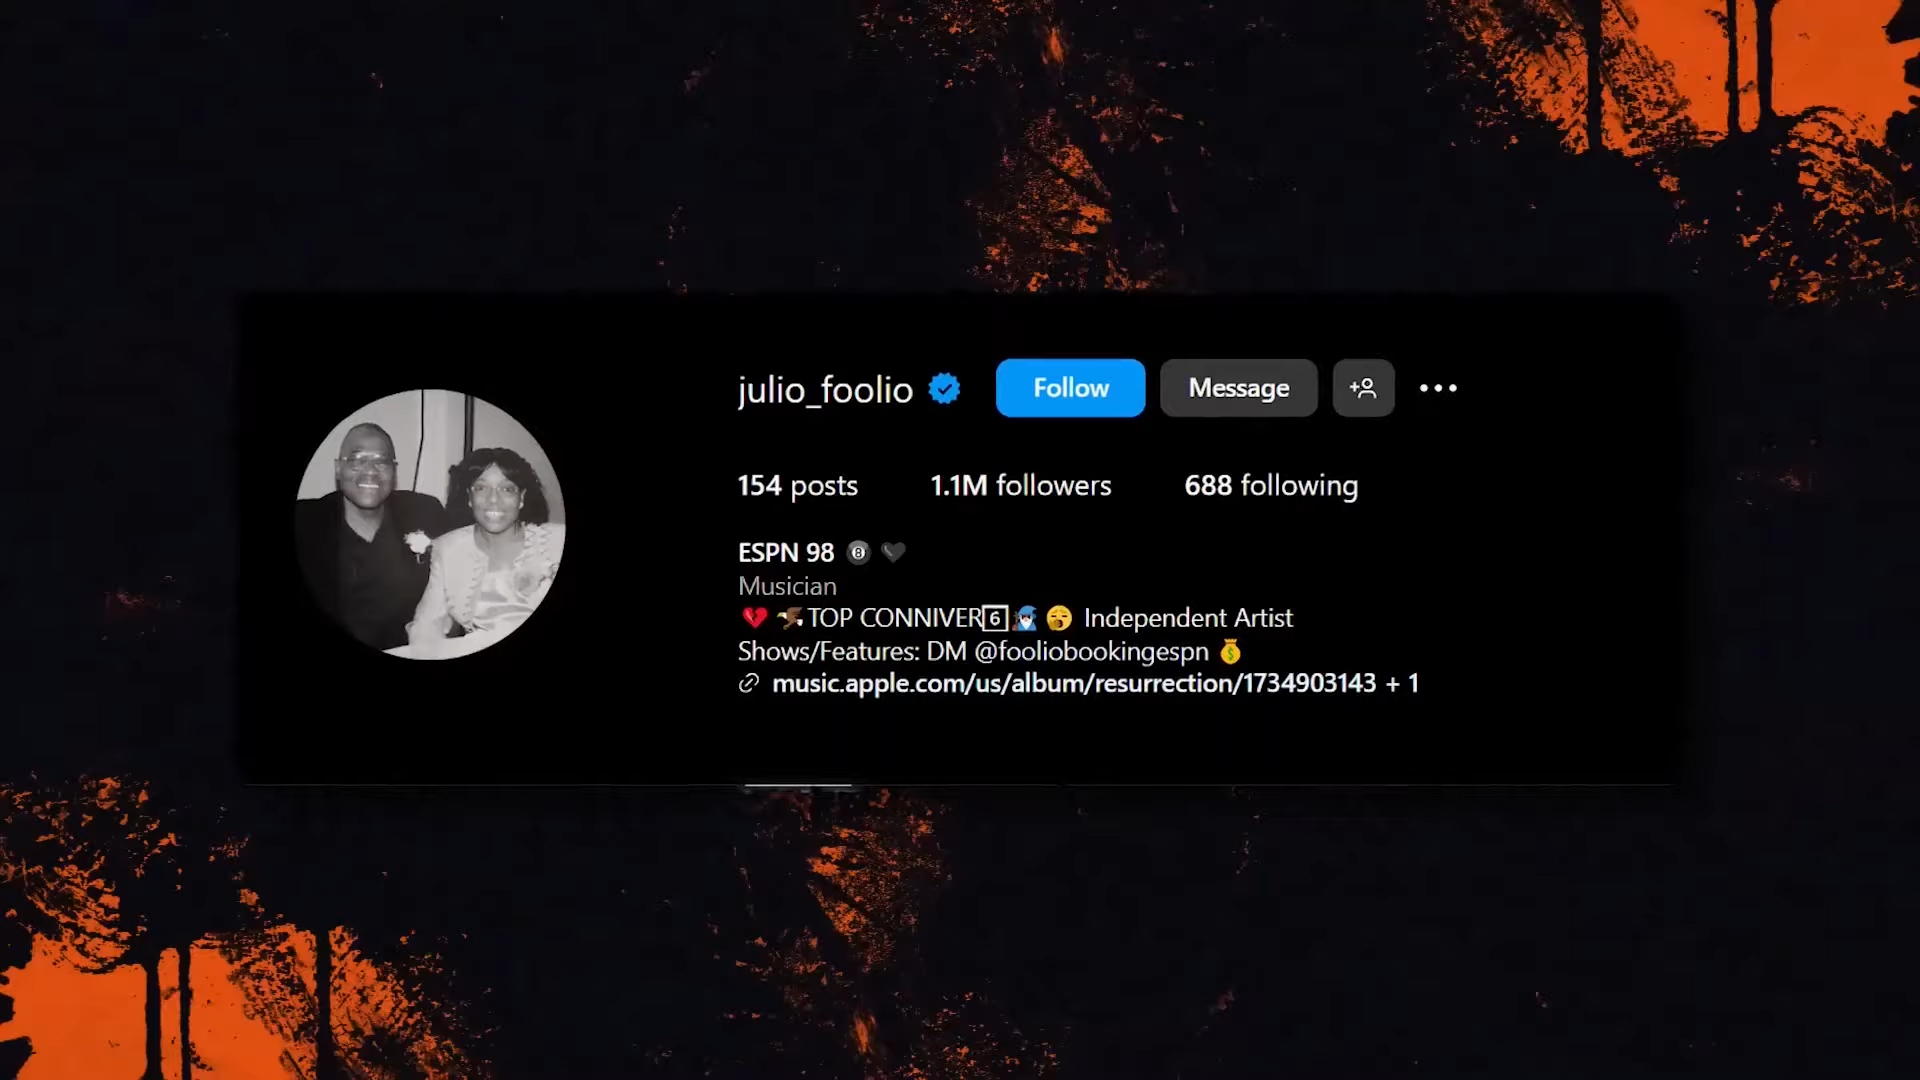 julio_foolio Follow Message
154 posts 1.1M followers 688 following
ESPN 98 🎱🖤
Musician
💔 🦅TOP CONNIVER6️⃣🧙‍♂️🥱 Independent Artist
Shows/Features: DM @fooliobookingespn 💰
music.apple.com/us/album/resurrection/1734903143 + 1